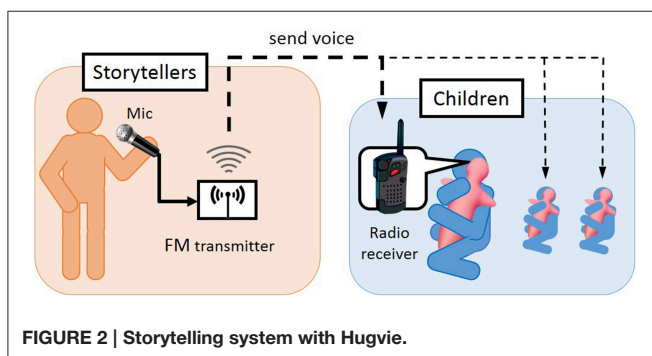 send voice
Storytellers
Children
Mic
FM transmitter
Radio
receiver
FIGURE 2 | Storytelling system with Hugvie.